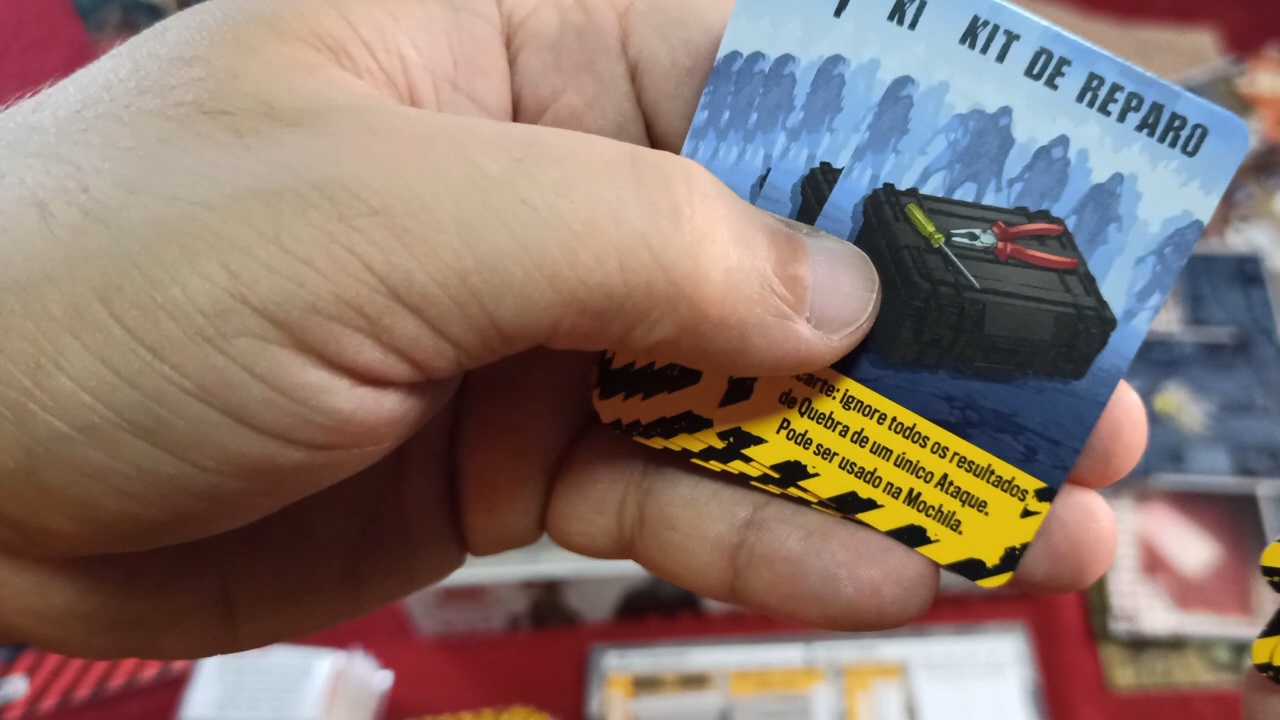 KI
KIT DE REPARO
carte: ignore todos os resultados
de Quebra de um único Ataque.
Pode ser usado na Mochila.